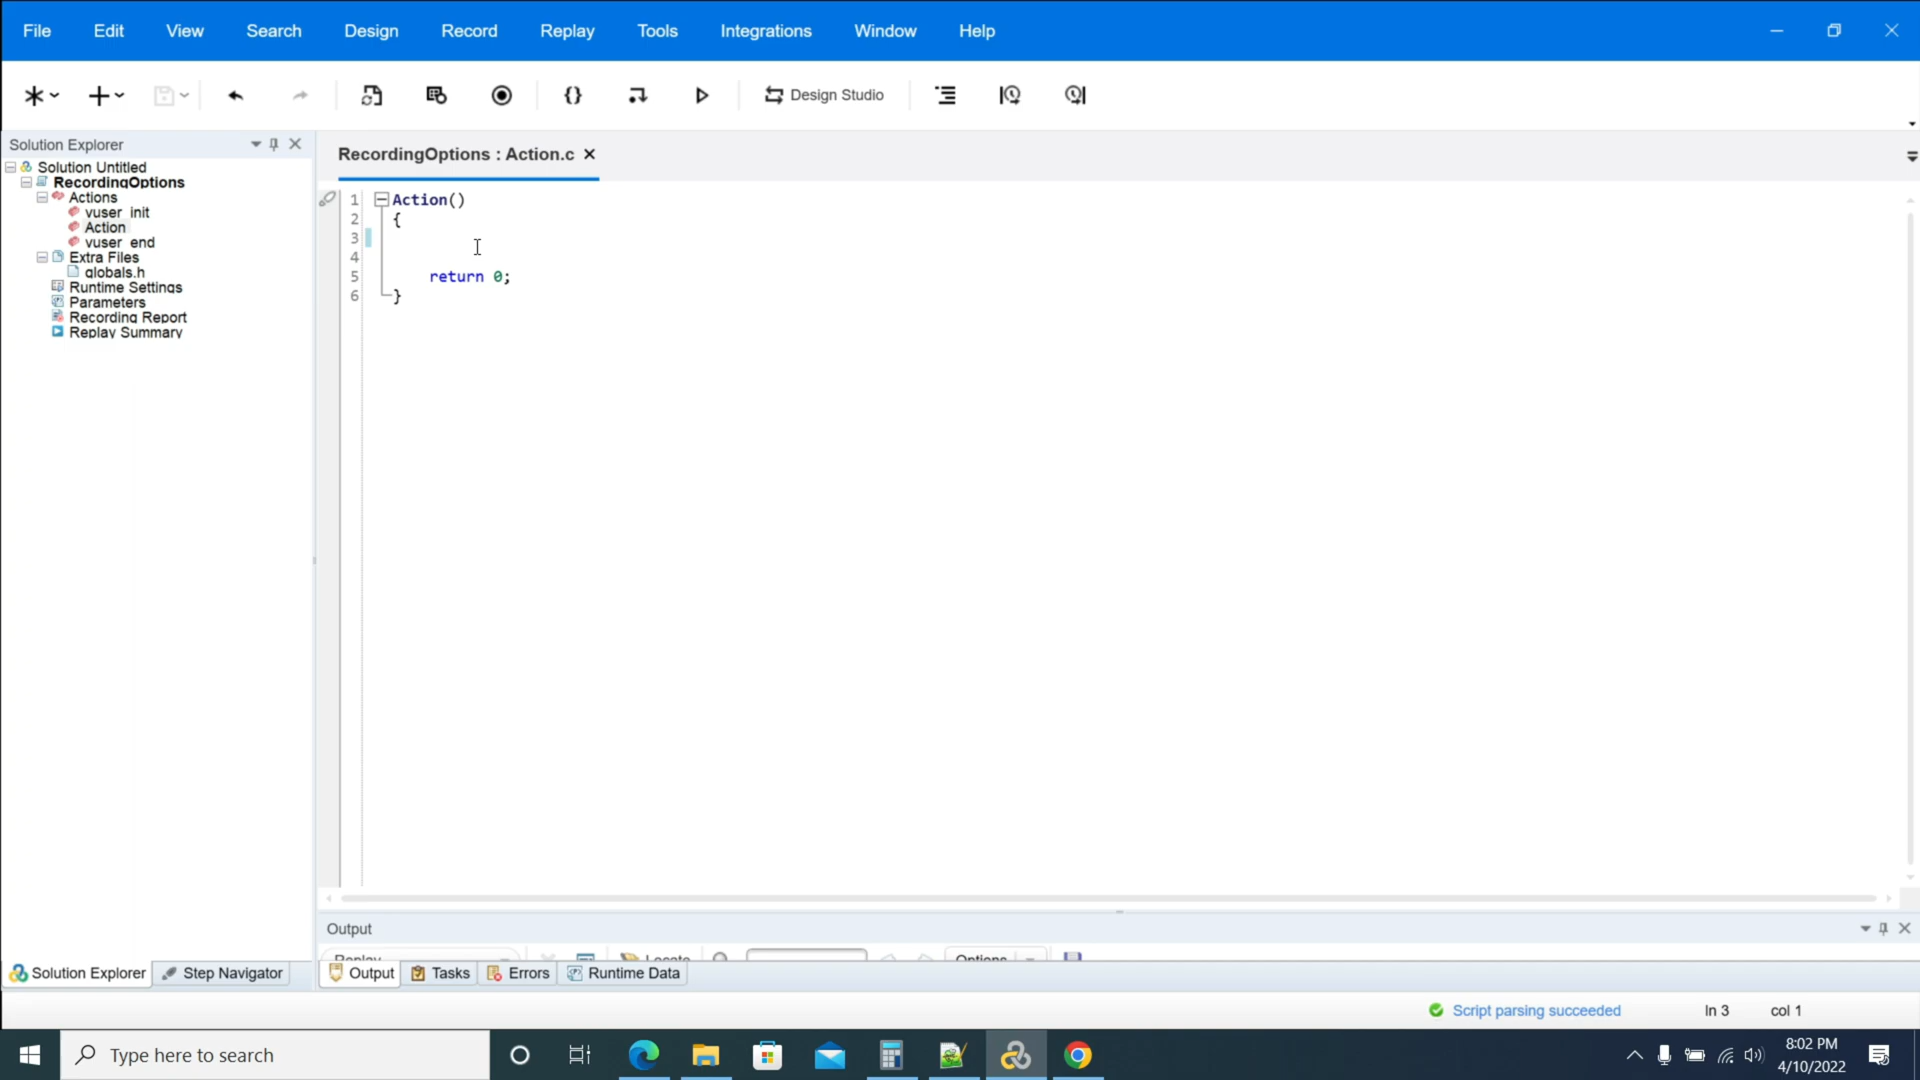 File Edit View Search Design Record Replay Tools Integrations Window Help
Design Studio
Solution Explorer
Solution Untitled
RecordingOptions
Actions
vuser_init
Action
vuser_end
Extra Files
globals.h
Runtime Settings
Parameters
Recording Report
Replay Summary
RecordingOptions : Action.c
1 Action()
2 {
3
4
5 return 0;
6 }
Output
Replay Locate Options
Solution Explorer Step Navigator Output Tasks Errors Runtime Data
Script parsing succeeded ln 3 col 1
Type here to search
8:02 PM
4/10/2022